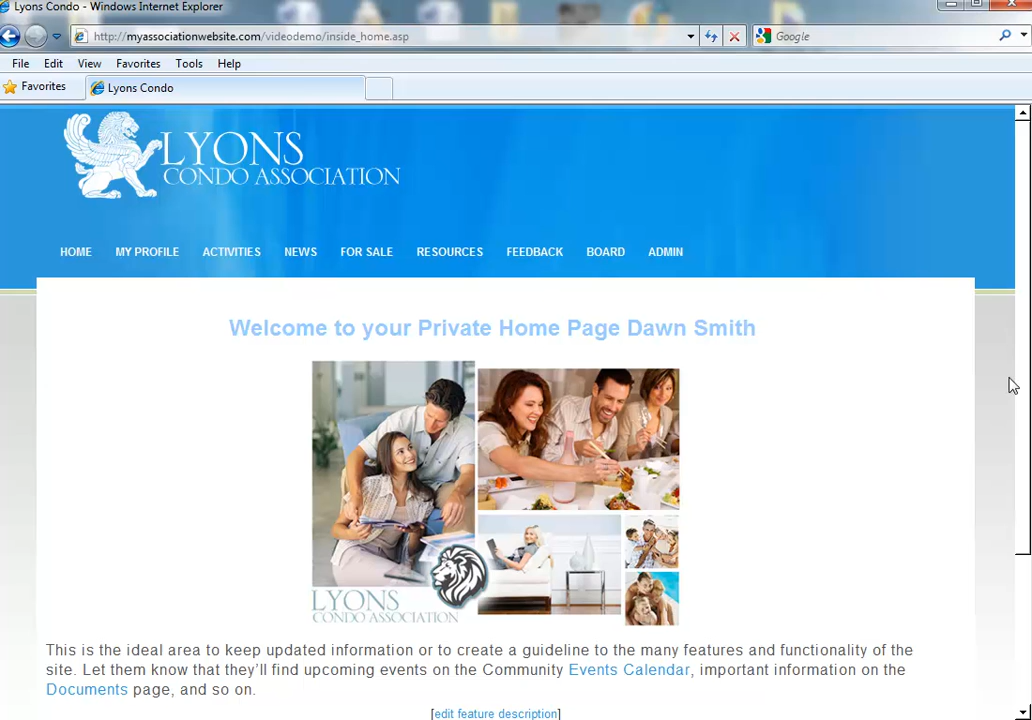 Lyons Condo - Windows Internet Explorer
http://myassociationwebsite.com/videodemo/inside_home.asp
Google
File Edit View Favorites Tools Help
Favorites
Lyons Condo
LYONS
CONDO ASSOCIATION
HOME MY PROFILE ACTIVITIES NEWS FOR SALE RESOURCES FEEDBACK BOARD ADMIN
Welcome to your Private Home Page Dawn Smith
LYONS
CONDO ASSOCIATION
This is the ideal area to keep updated information or to create a guideline to the many features and functionality of the
site. Let them know that they'll find upcoming events on the Community Events Calendar, important information on the
Documents page, and so on.
[edit feature description]